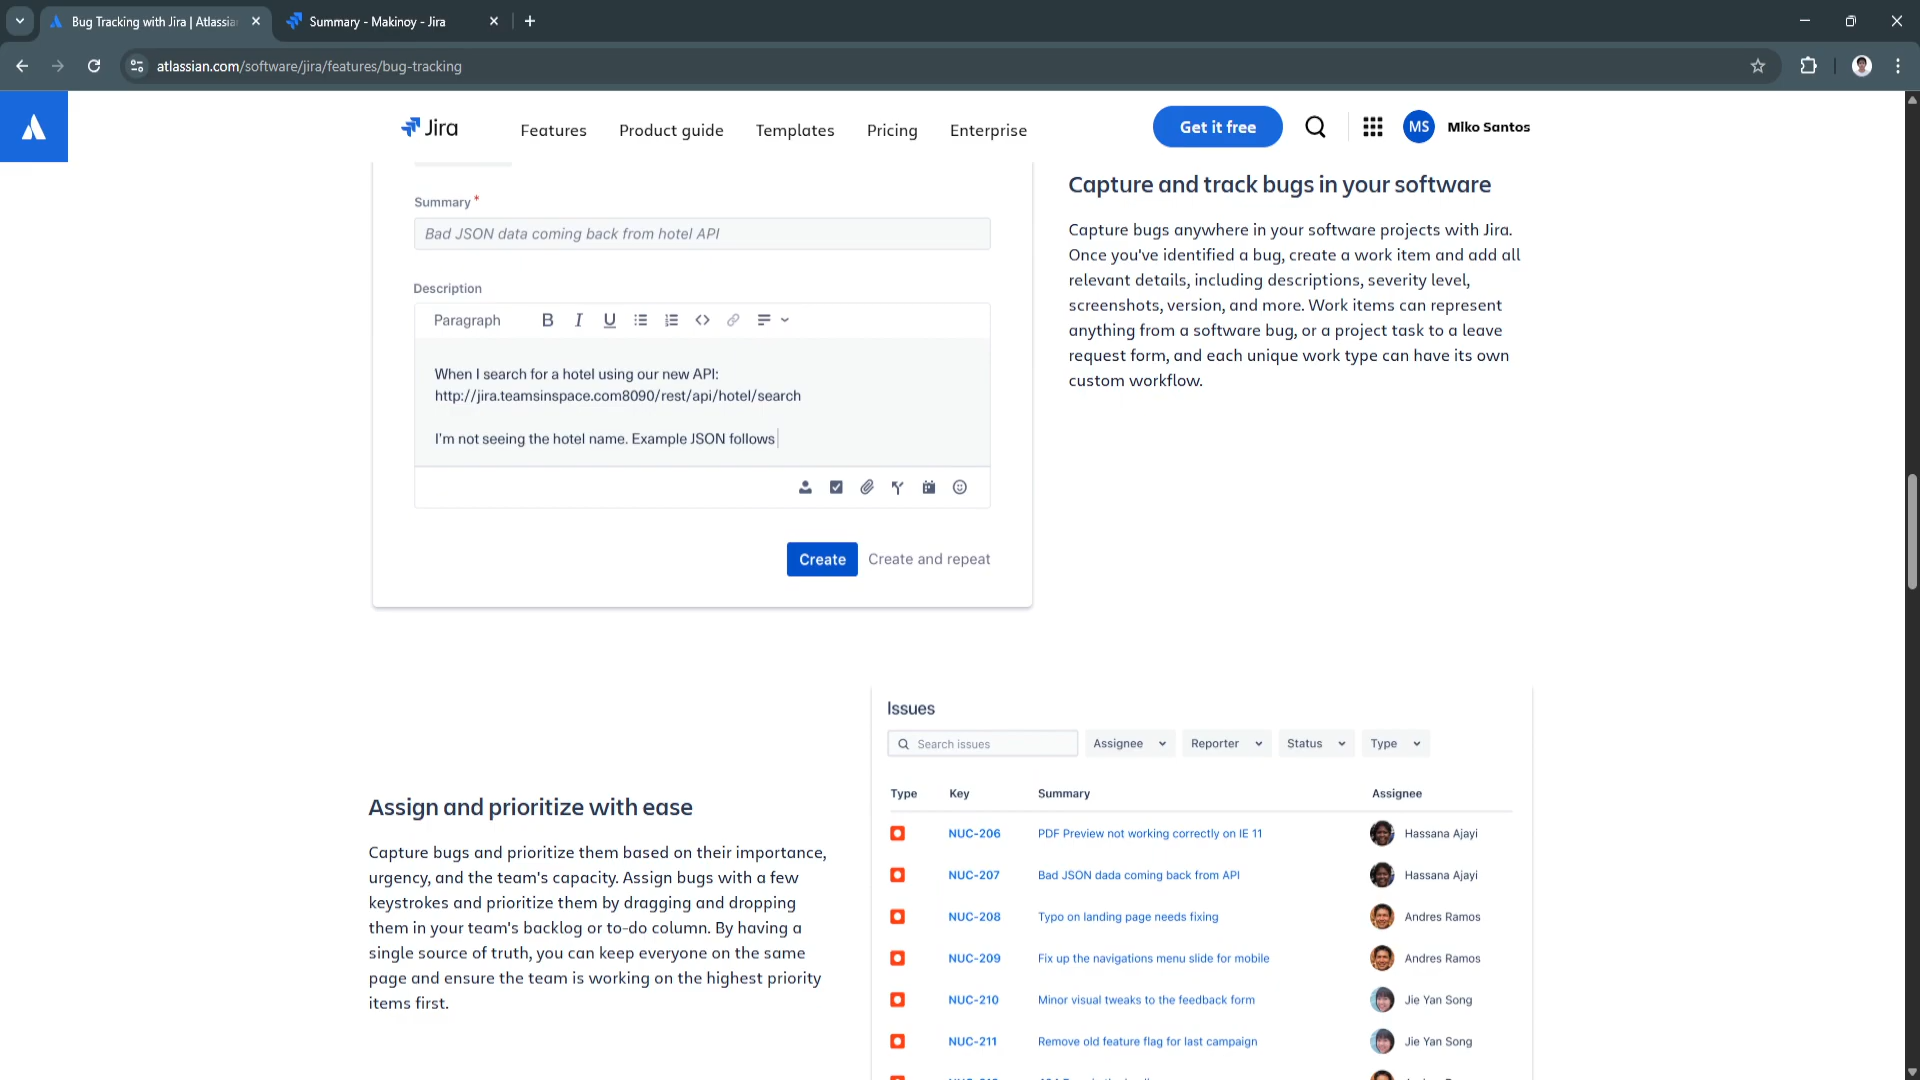 Bug Tracking with Jira | Atlassia
Summary - Makinoy - Jira
atlassian.com/software/jira/features/bug-tracking
Jira
Features
Product guide
Templates
Pricing
Enterprise
Get it free
MS
Miko Santos
Summary *
Bad JSON data coming back from hotel API
Description
Paragraph
B
I
U
When I search for a hotel using our new API:
http://jira.teamsinspace.com8090/rest/api/hotel/search
I'm not seeing the hotel name. Example JSON follows
Create
Create and repeat
Capture and track bugs in your software
Capture bugs anywhere in your software projects with Jira.
Once you've identified a bug, create a work item and add all
relevant details, including descriptions, severity level,
screenshots, version, and more. Work items can represent
anything from a software bug, or a project task to a leave
request form, and each unique work type can have its own
custom workflow.
Assign and prioritize with ease
Capture bugs and prioritize them based on their importance,
urgency, and the team's capacity. Assign bugs with a few
keystrokes and prioritize them by dragging and dropping
them in your team's backlog or to-do column. By having a
single source of truth, you can keep everyone on the same
page and ensure the team is working on the highest priority
items first.
Issues
Search issues
Assignee
Reporter
Status
Type
Type Key Summary Assignee
NUC-206 PDF Preview not working correctly on IE 11 Hassana Ajayi
NUC-207 Bad JSON dada coming back from API Hassana Ajayi
NUC-208 Typo on landing page needs fixing Andres Ramos
NUC-209 Fix up the navigations menu slide for mobile Andres Ramos
NUC-210 Minor visual tweaks to the feedback form Jie Yan Song
NUC-211 Remove old feature flag for last campaign Jie Yan Song